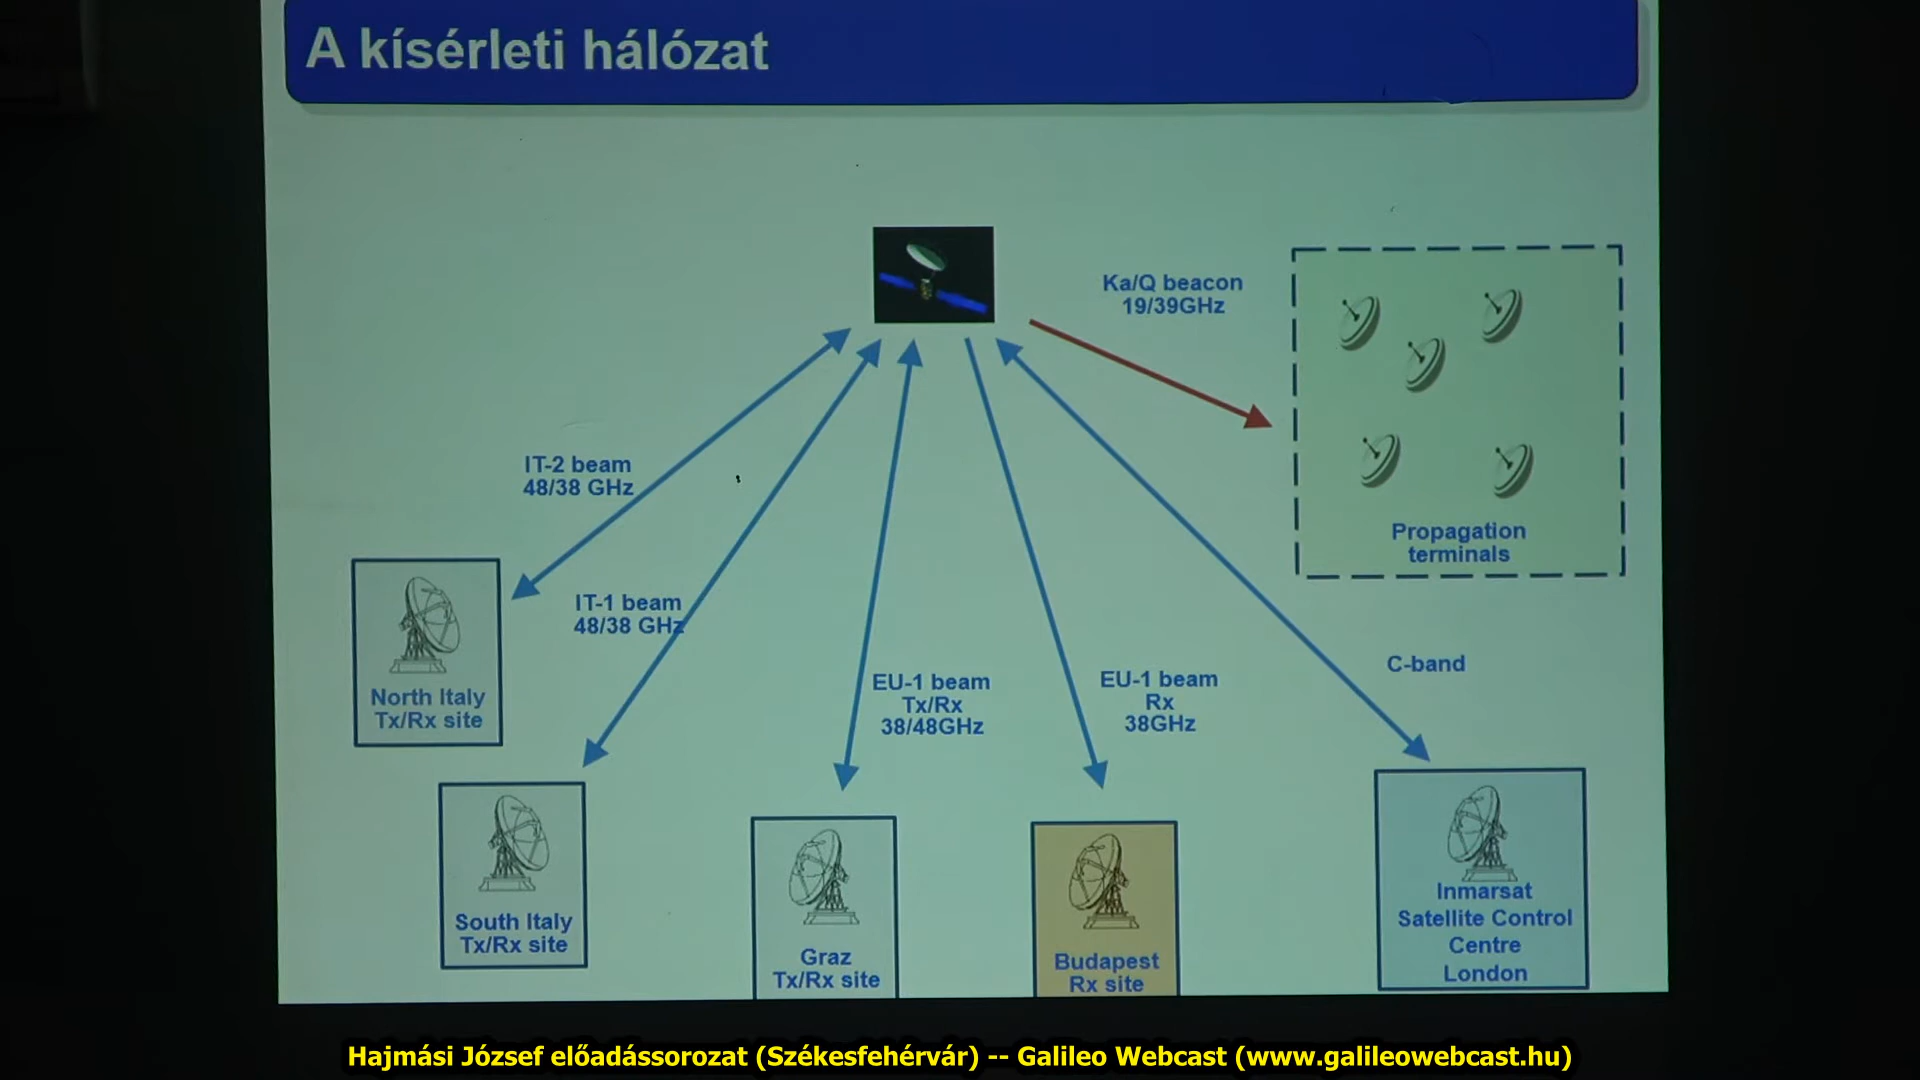 A kísérleti hálózat
Ka/Q beacon
19/39GHz
IT-2 beam
48/38 GHz
Propagation
terminals
IT-1 beam
48/38 GHz
C-band
EU-1 beam
Tx/Rx
38/48GHz
EU-1 beam
Rx
38GHz
North Italy
Tx/Rx site
South Italy
Tx/Rx site
Graz
Tx/Rx site
Budapest
Rx site
Inmarsat
Satellite Control
Centre
London
Hajmási József előadássorozat (Székesfehérvár) -- Galileo Webcast (www.galileowebcast.hu)